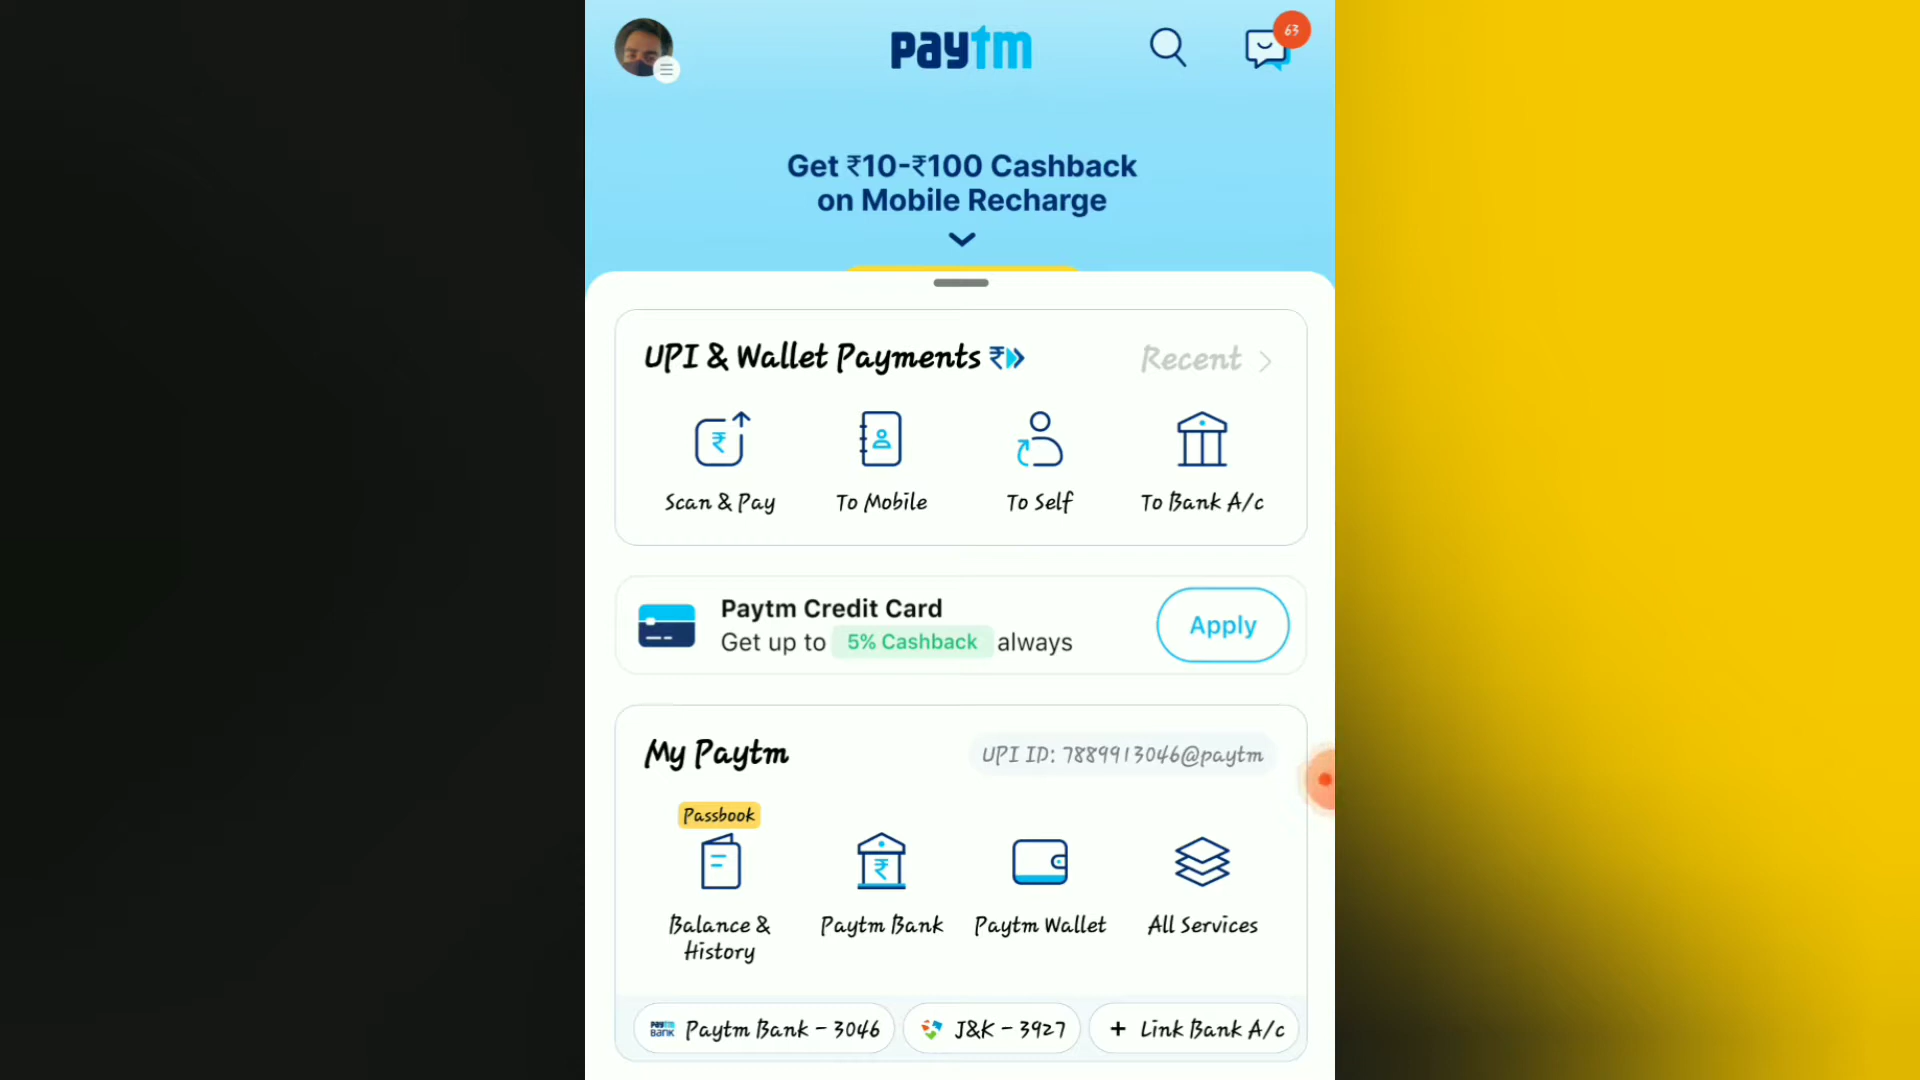 paytm
63
Get ₹10-₹100 Cashback
on Mobile Recharge
UPI & Wallet Payments
Recent
Scan & Pay
To Mobile
To Self
To Bank A/c
Paytm Credit Card
Get up to 5% Cashback always
Apply
My Paytm
UPI ID: 7889913046@paytm
Passbook
Balance &
History
Paytm Bank
Paytm Wallet
All Services
paytm
BANK
Paytm Bank - 3046
J&K - 3927
+ Link Bank A/c